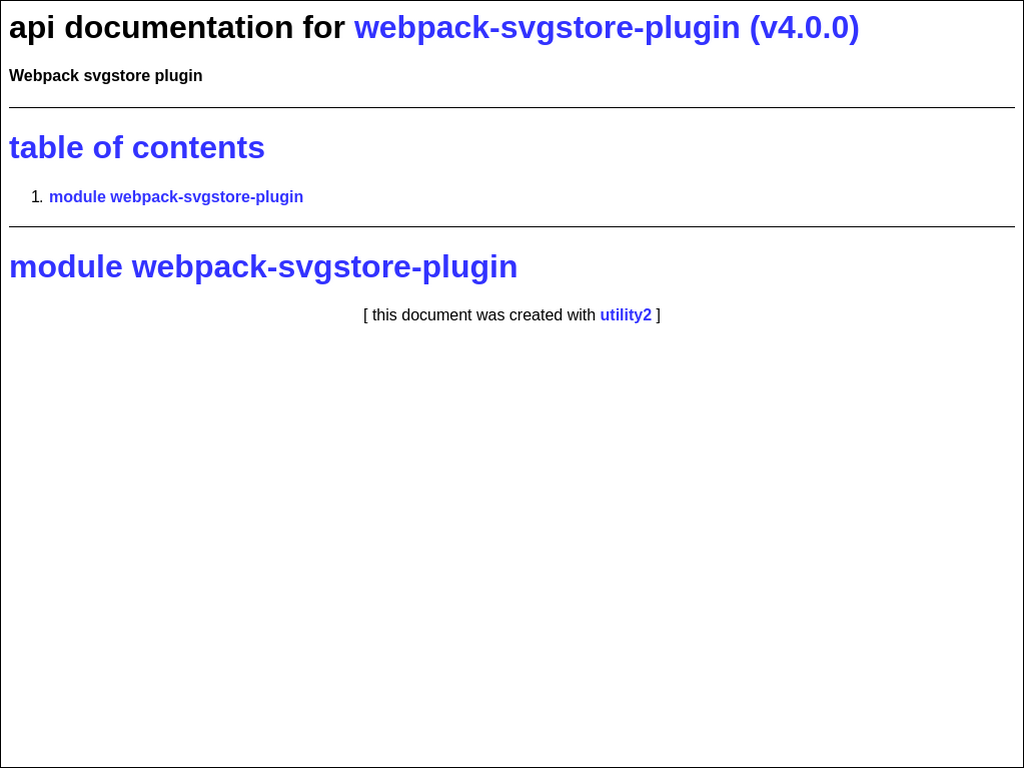 api documentation for webpack-svgstore-plugin (v4.0.0)
Webpack svgstore plugin
table of contents
1. module webpack-svgstore-plugin
module webpack-svgstore-plugin
[ this document was created with utility2 ]